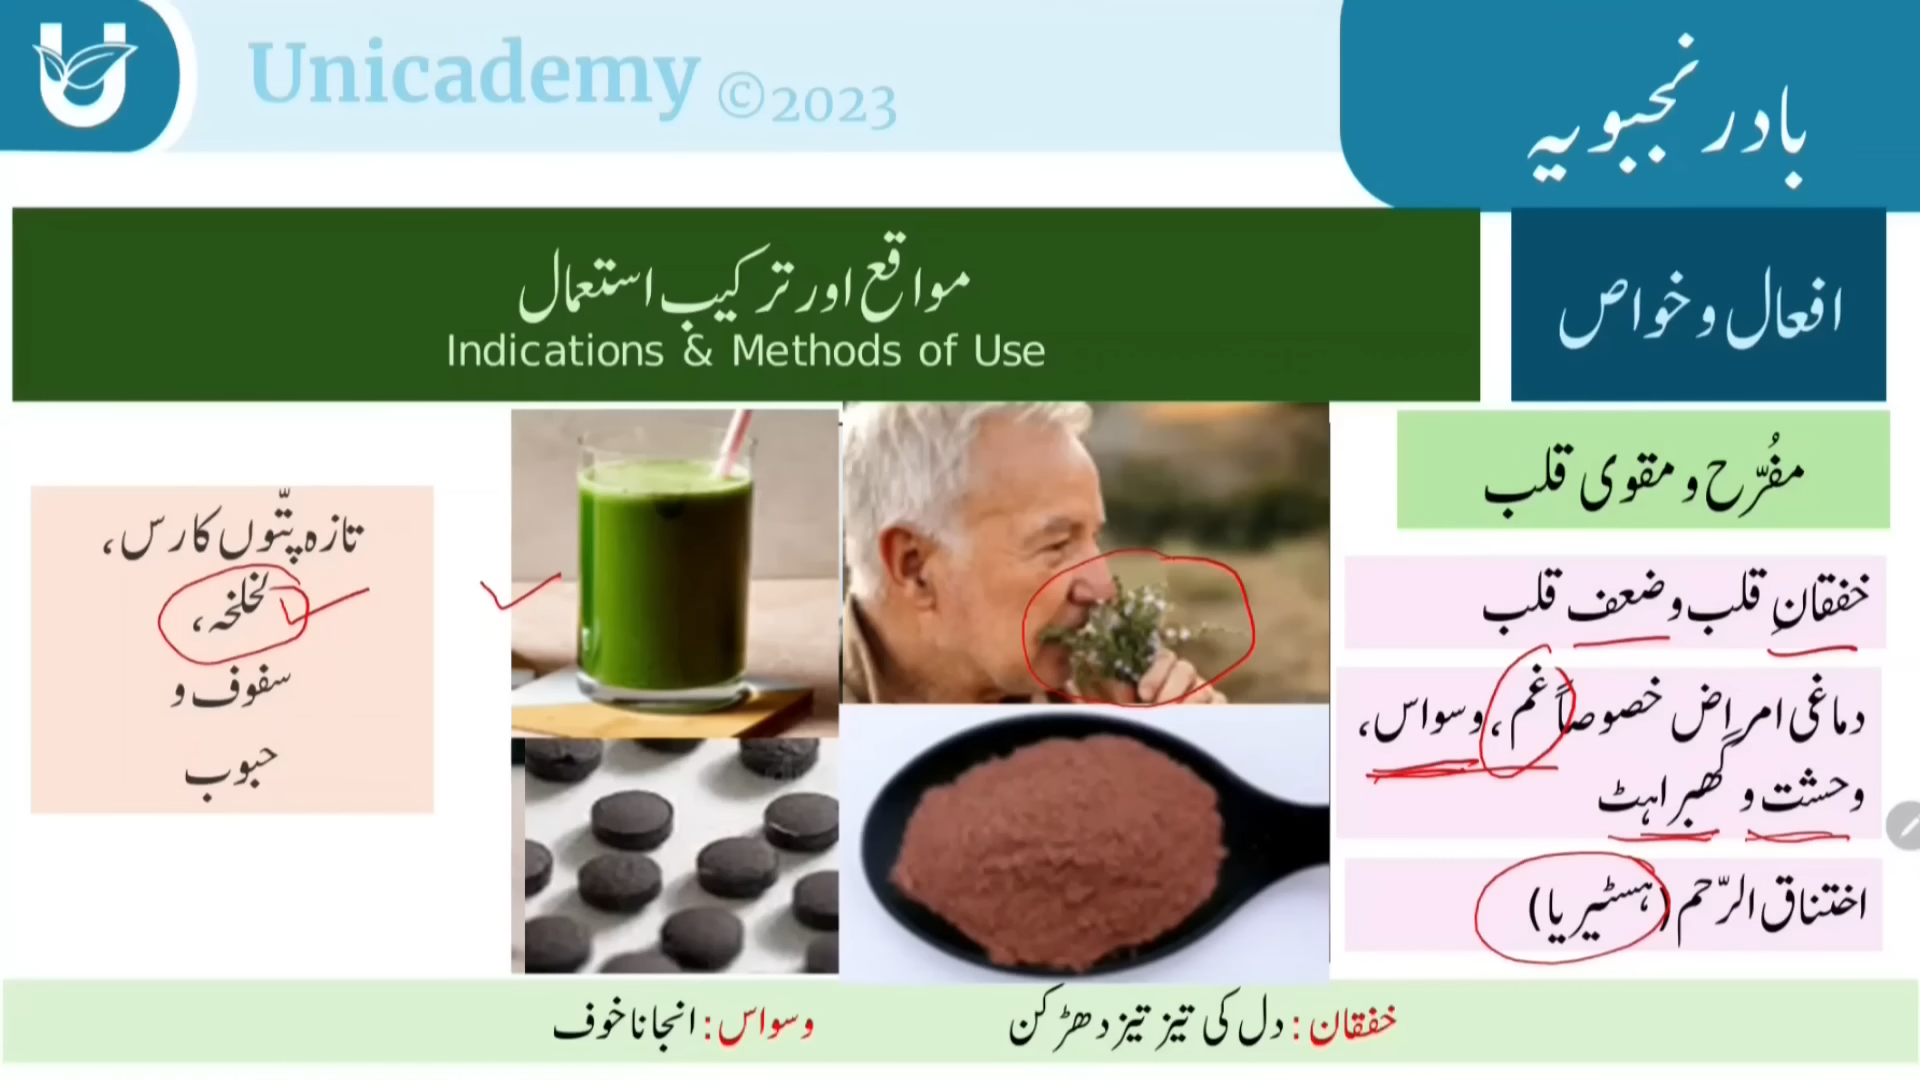 Unicademy ©2023
بادرنجبویہ
مواقع اور ترکیب استعمال
Indications & Methods of Use
افعال و خواص
مفُرَّح و مقوی قلب
خفقانِ قلب و ضعف قلب
دماغی امراض خصوصاً غم، وسواس،
وحشت و گھبراہٹ
اختناق الرّحم (ہسٹیریا)
تازہ پتّوں کا رس،
لخلخہ،
سفوف و
حبوب
خفقان : دل کی تیز تیز دھڑکن
وسواس : انجانا خوف